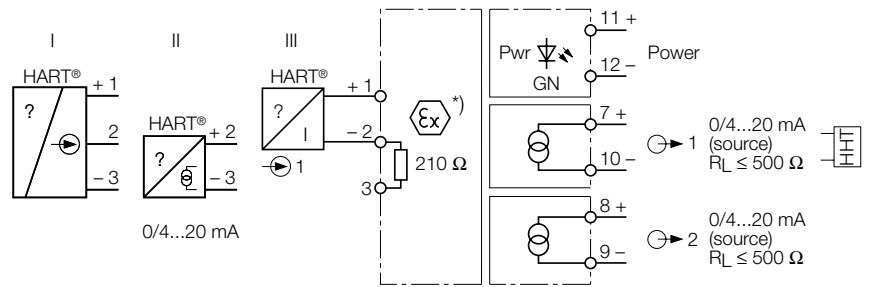 I
II
III
HART®
?
+ 1
2
– 3
HART®
?
+ 2
– 3
0/4...20 mA
HART®
?
I
+ 1
– 2
1
3
210 Ω
εx *)
Pwr
GN
11 +
12 –
Power
7 +
10 –
1
0/4...20 mA
(source)
RL ≤ 500 Ω
HHT
8 +
9 –
2
0/4...20 mA
(source)
RL ≤ 500 Ω